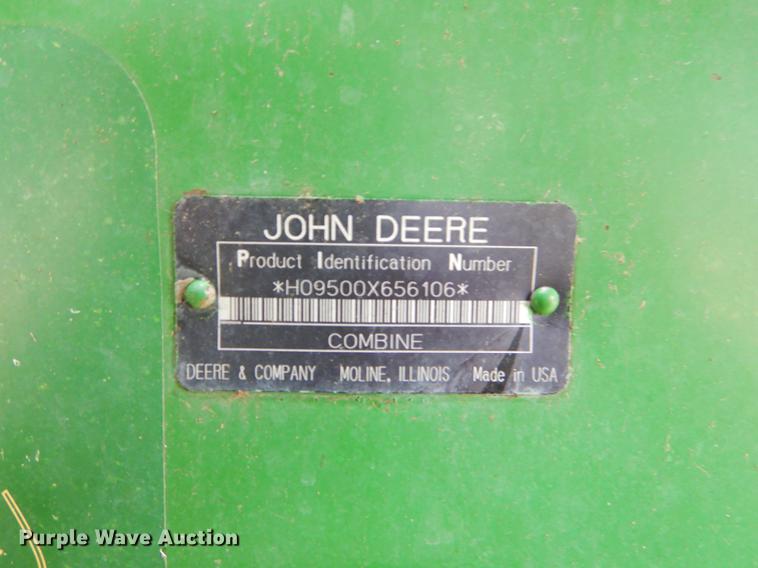 JOHN DEERE
Product Identification Number
*H09500X656106*
COMBINE
DEERE & COMPANY MOLINE, ILLINOIS Made in USA
Purple Wave Auction